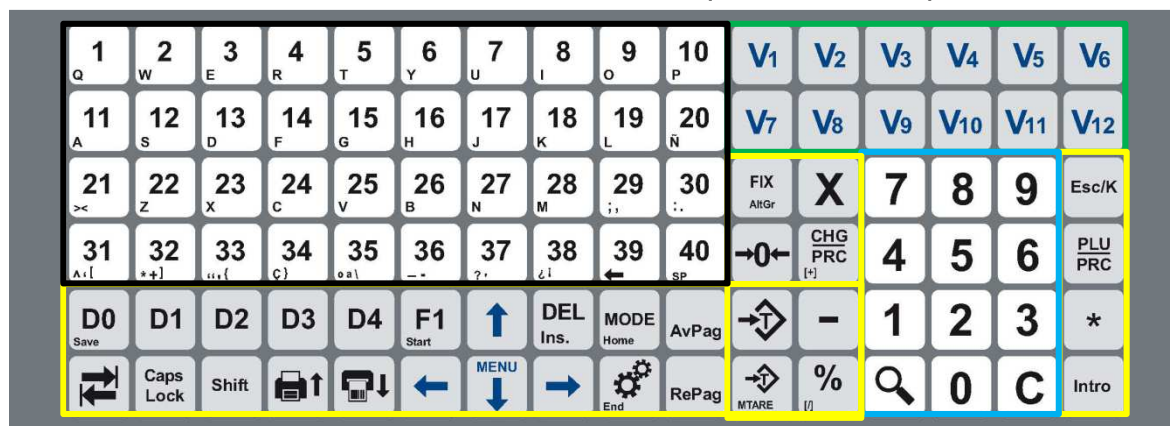 1 2 3 4 5 6 7 8 9 10 V1 V2 V3 V4 V5 V6
Q W E R T Y U I O P
11 12 13 14 15 16 17 18 19 20 V7 V8 V9 V10 V11 V12
A S D F G H J K L Ñ
21 22 23 24 25 26 27 28 29 30 FIX X 7 8 9 Esc/K
>< Z X C V B N M ;, :. AltGr
31 32 33 34 35 36 37 38 39 40 →0← CHG PRC 4 5 6 PLU PRC
*+] Ç} ºª\ ?' ¿¡ ← SP [+]
D0 D1 D2 D3 D4 F1 ↑ DEL MODE AvPag →T - 1 2 3 *
Save Start Ins. Home
Caps Lock Shift ↑ ↓ ← MENU ↓ → RePag →T % 0 C Intro
End MTARE [/]